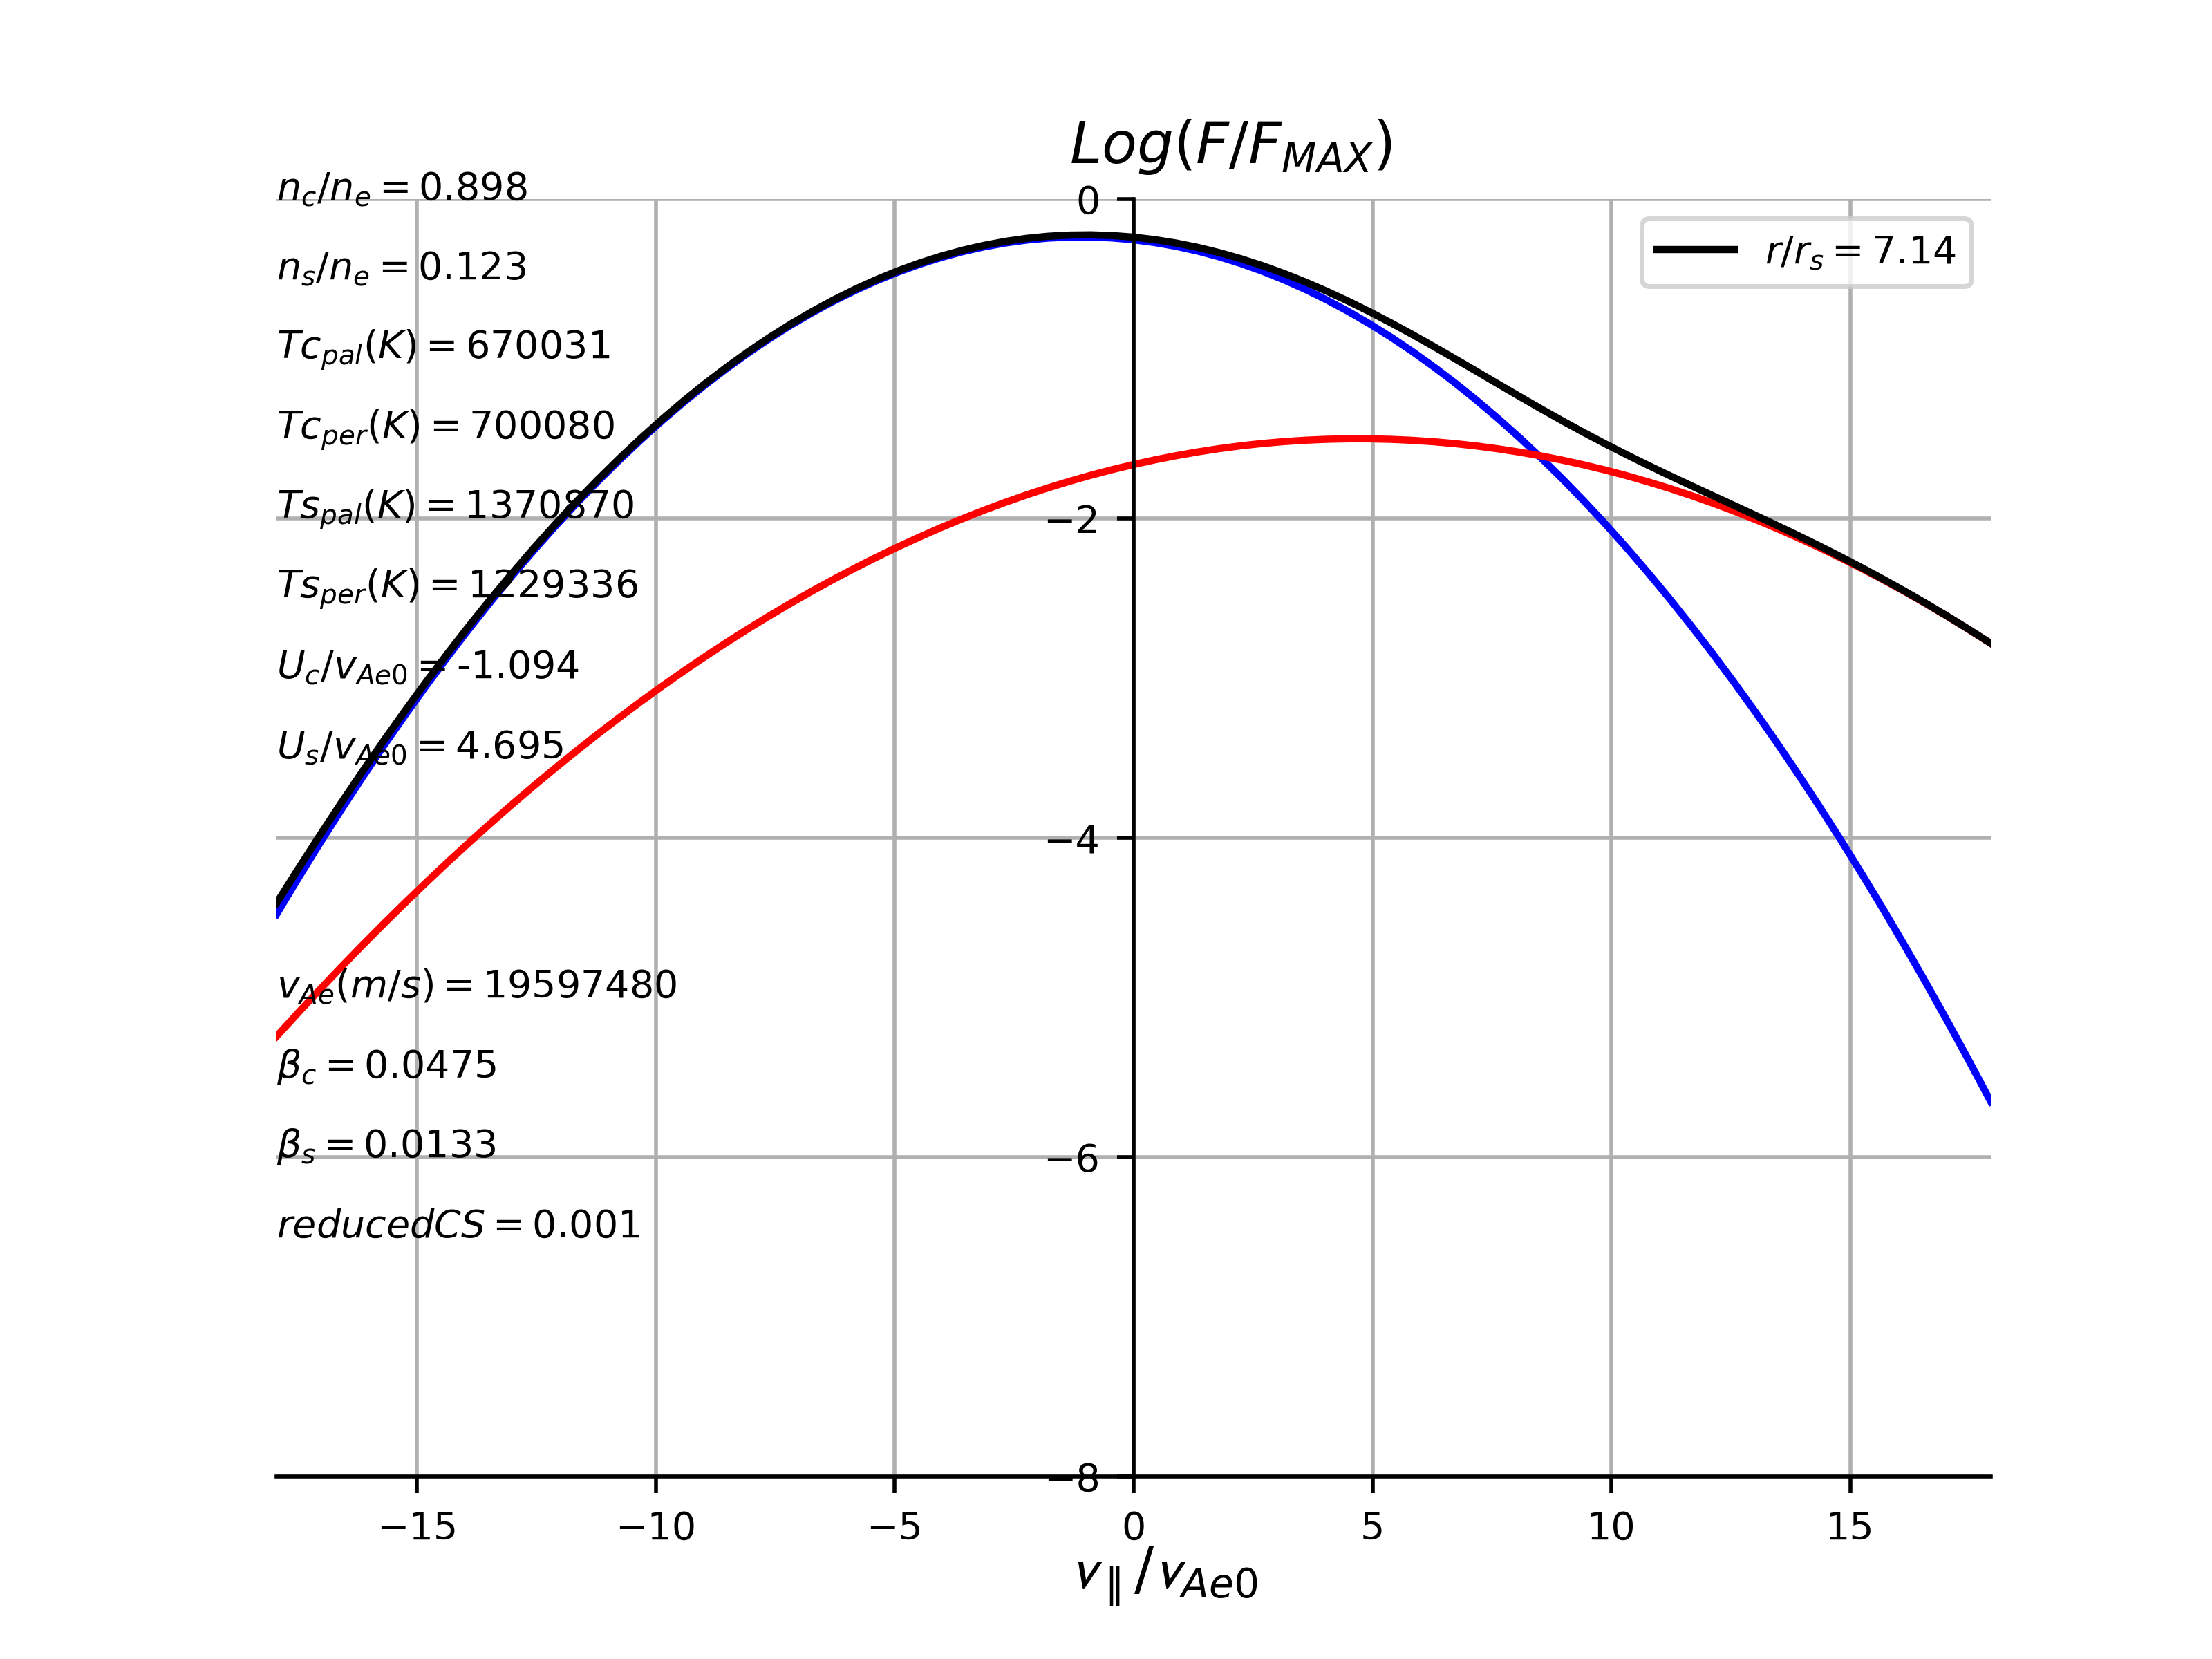 Log(F/F_MAX)
n_c/n_e = 0.898
n_s/n_e = 0.123
Tc_pal(K) = 670031
Tc_per(K) = 700080
Ts_pal(K) = 1370870
Ts_per(K) = 1229336
U_c/v_Ae0 = -1.094
U_s/v_Ae0 = 4.695
v_Ae(m/s) = 19597480
β_c = 0.0475
β_s = 0.0133
reducedCS = 0.001
r/r_s = 7.14
0
−2
−4
−6
−8
−15 −10 −5 0 5 10 15
v_∥/v_Ae0